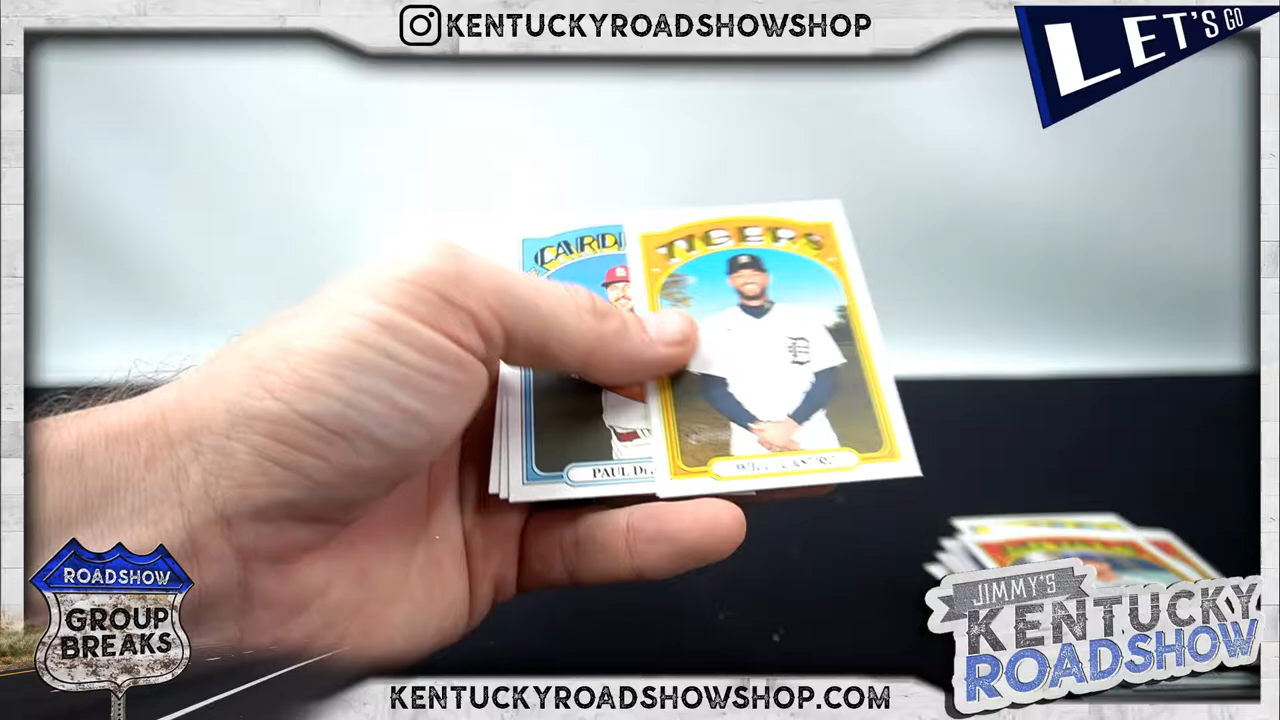 KENTUCKYROADSHOWSHOP
LET'S GO
CARDI
TIGERS
PAUL
ROADSHOW
GROUP
BREAKS
JIMMY'S
KENTUCKY
ROADSHOW
KENTUCKYROADSHOWSHOP.COM